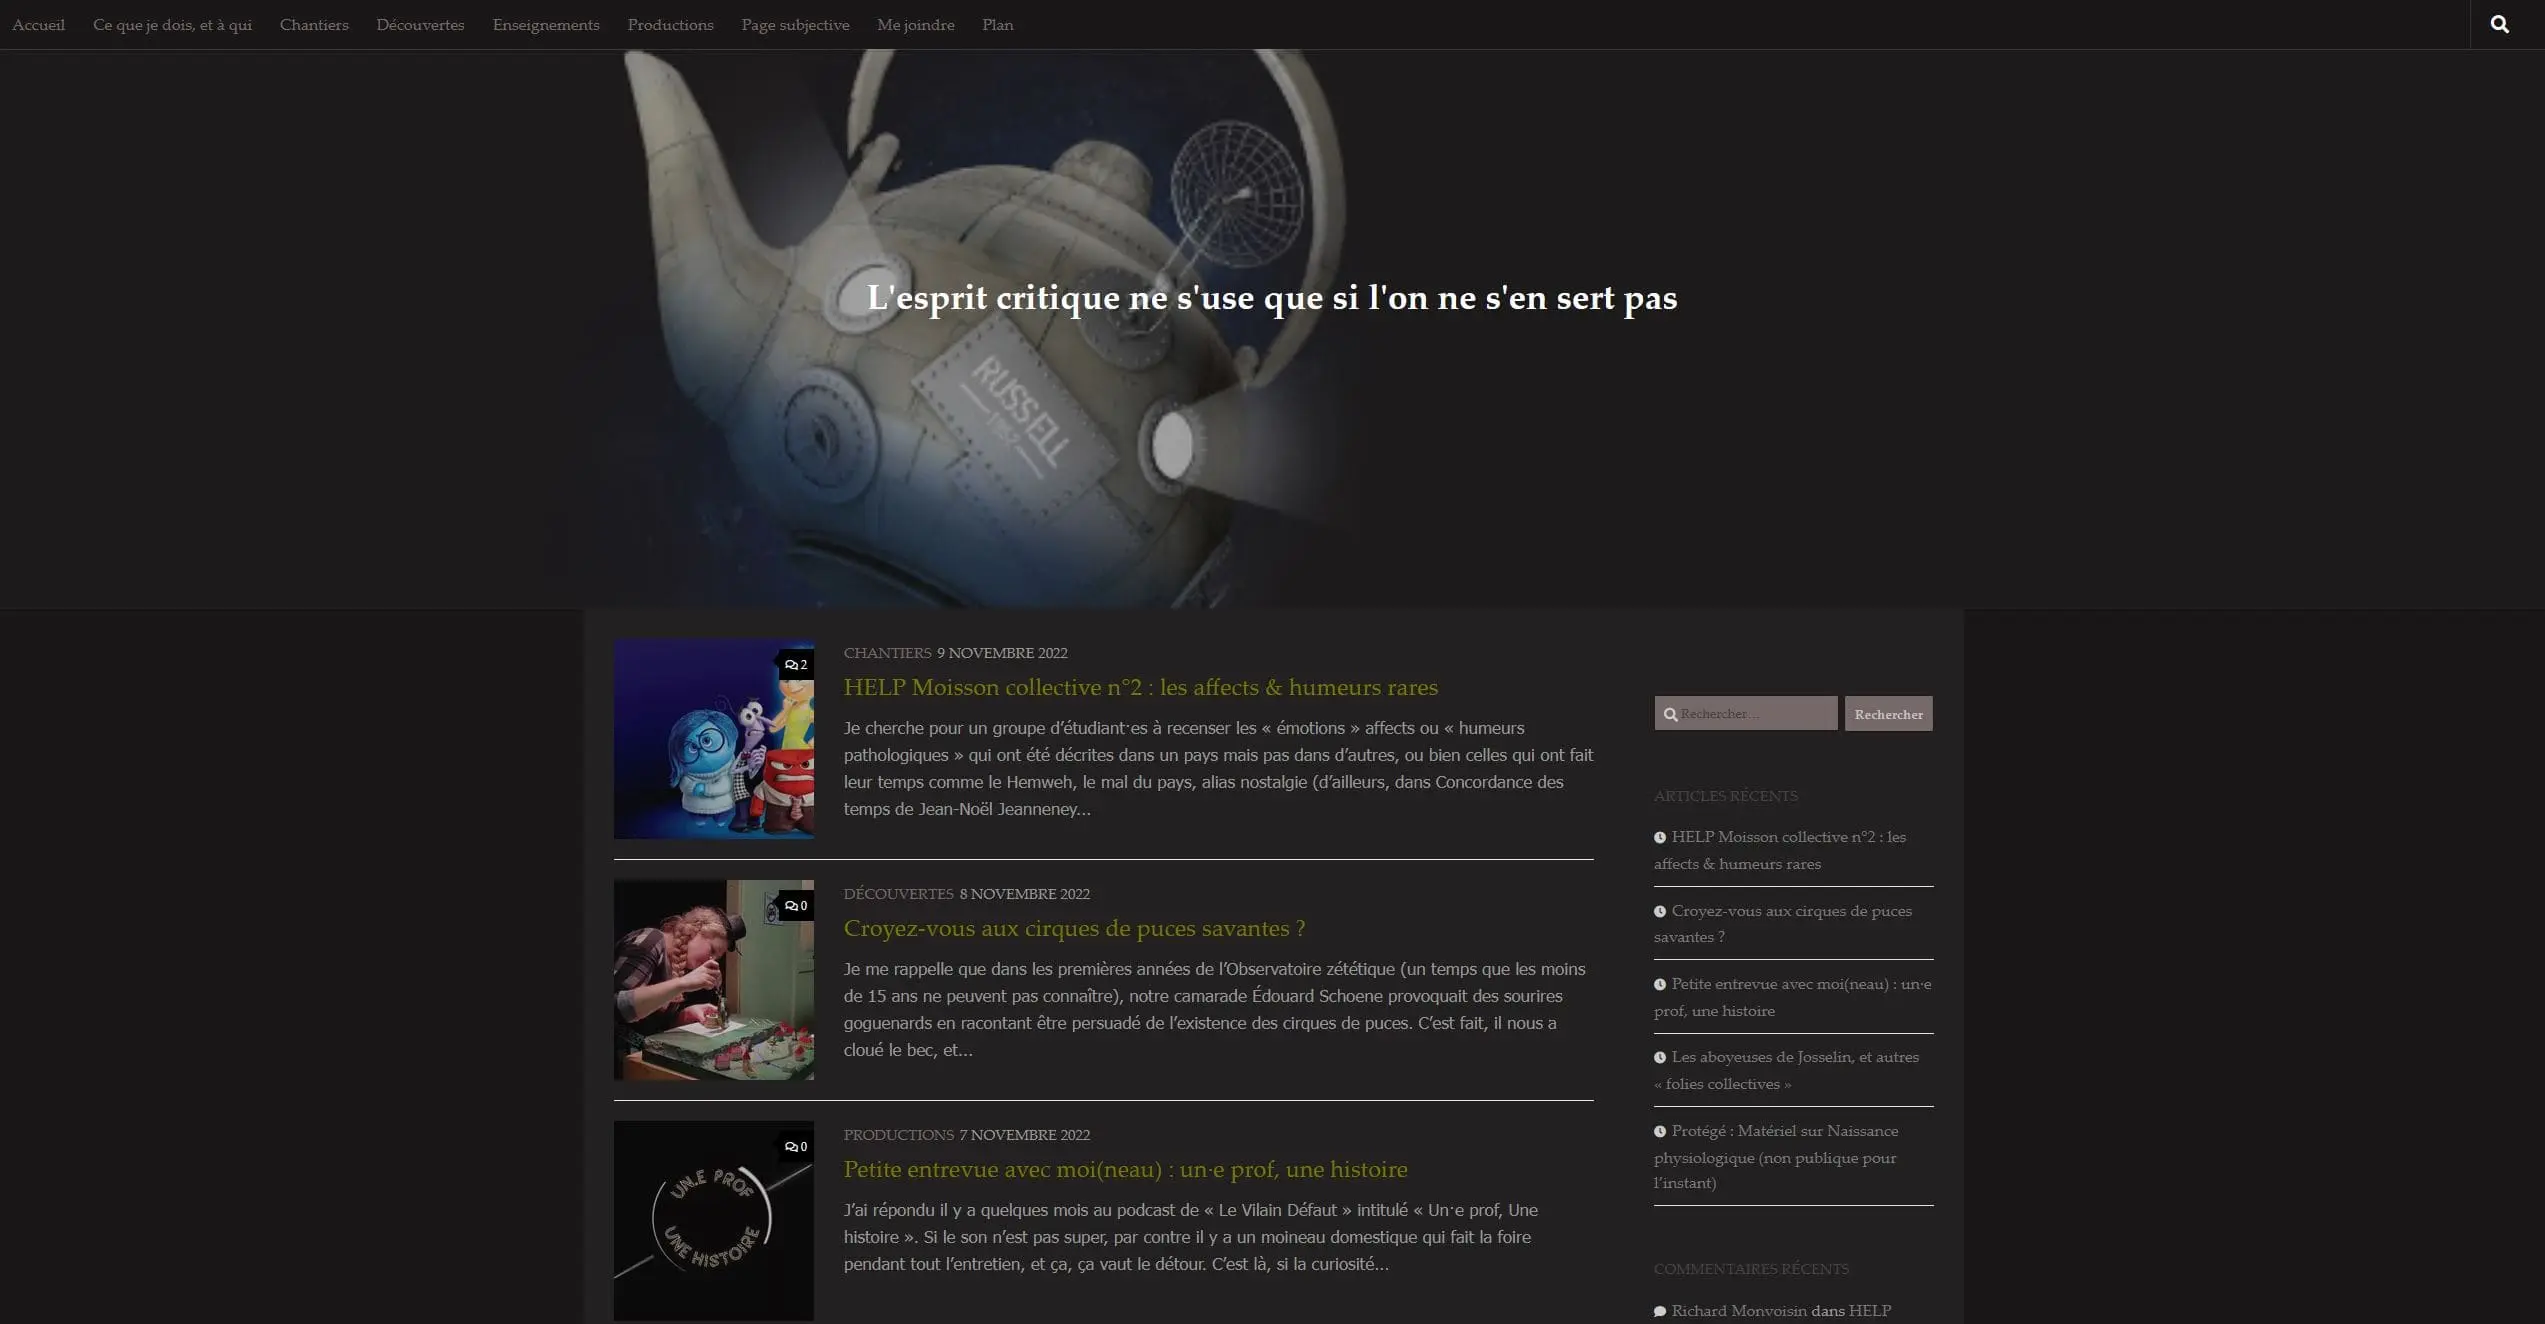 Accueil Ce que je dois, et à qui Chantiers Découvertes Enseignements Productions Page subjective Me joindre Plan
L'esprit critique ne s'use que si l'on ne s'en sert pas
RUSSELL
1952
2
CHANTIERS 9 NOVEMBRE 2022
HELP Moisson collective n°2 : les affects & humeurs rares
Je cherche pour un groupe d’étudiant·es à recenser les « émotions » affects ou « humeurs
pathologiques » qui ont été décrites dans un pays mais pas dans d’autres, ou bien celles qui ont fait
leur temps comme le Hemweh, le mal du pays, alias nostalgie (d’ailleurs, dans Concordance des
temps de Jean-Noël Jeanneney...
0
DÉCOUVERTES 8 NOVEMBRE 2022
Croyez-vous aux cirques de puces savantes ?
Je me rappelle que dans les premières années de l’Observatoire zététique (un temps que les moins
de 15 ans ne peuvent pas connaître), notre camarade Édouard Schoene provoquait des sourires
goguenards en racontant être persuadé de l’existence des cirques de puces. C’est fait, il nous a
cloué le bec, et...
0
UN.E PROF
UNE HISTOIRE
PRODUCTIONS 7 NOVEMBRE 2022
Petite entrevue avec moi(neau) : un·e prof, une histoire
J’ai répondu il y a quelques mois au podcast de « Le Vilain Défaut » intitulé « Un·e prof, Une
histoire ». Si le son n’est pas super, par contre il y a un moineau domestique qui fait la foire
pendant tout l’entretien, et ça, ça vaut le détour. C’est là, si la curiosité...
Rechercher... Rechercher
ARTICLES RÉCENTS
HELP Moisson collective n°2 : les
affects & humeurs rares
Croyez-vous aux cirques de puces
savantes ?
Petite entrevue avec moi(neau) : un·e
prof, une histoire
Les aboyeuses de Josselin, et autres
« folies collectives »
Protégé : Matériel sur Naissance
physiologique (non publique pour
l’instant)
COMMENTAIRES RÉCENTS
Richard Monvoisin dans HELP